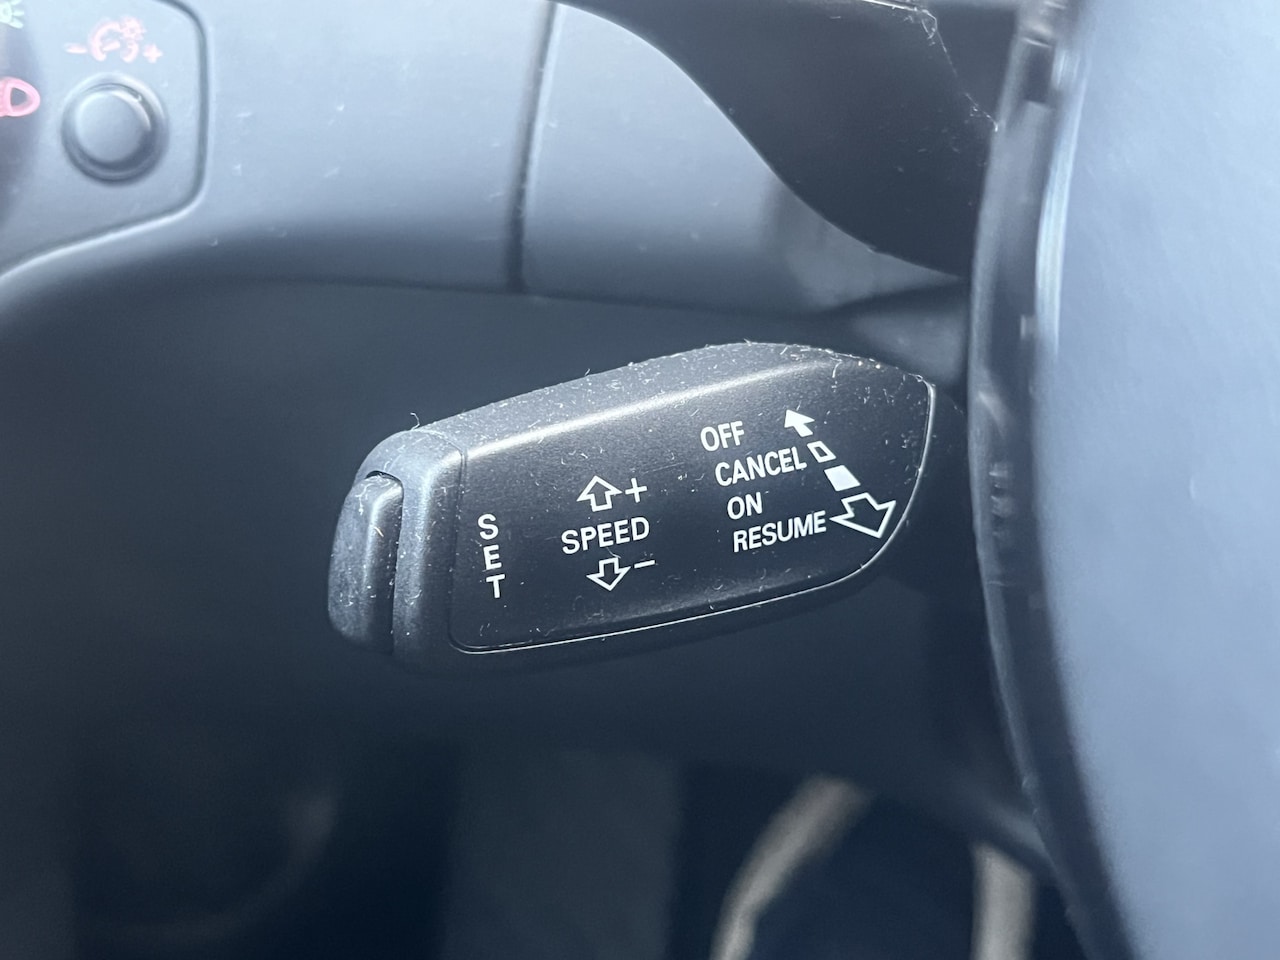 OFF
CANCEL
ON
RESUME
+
SPEED
-
SET
- +